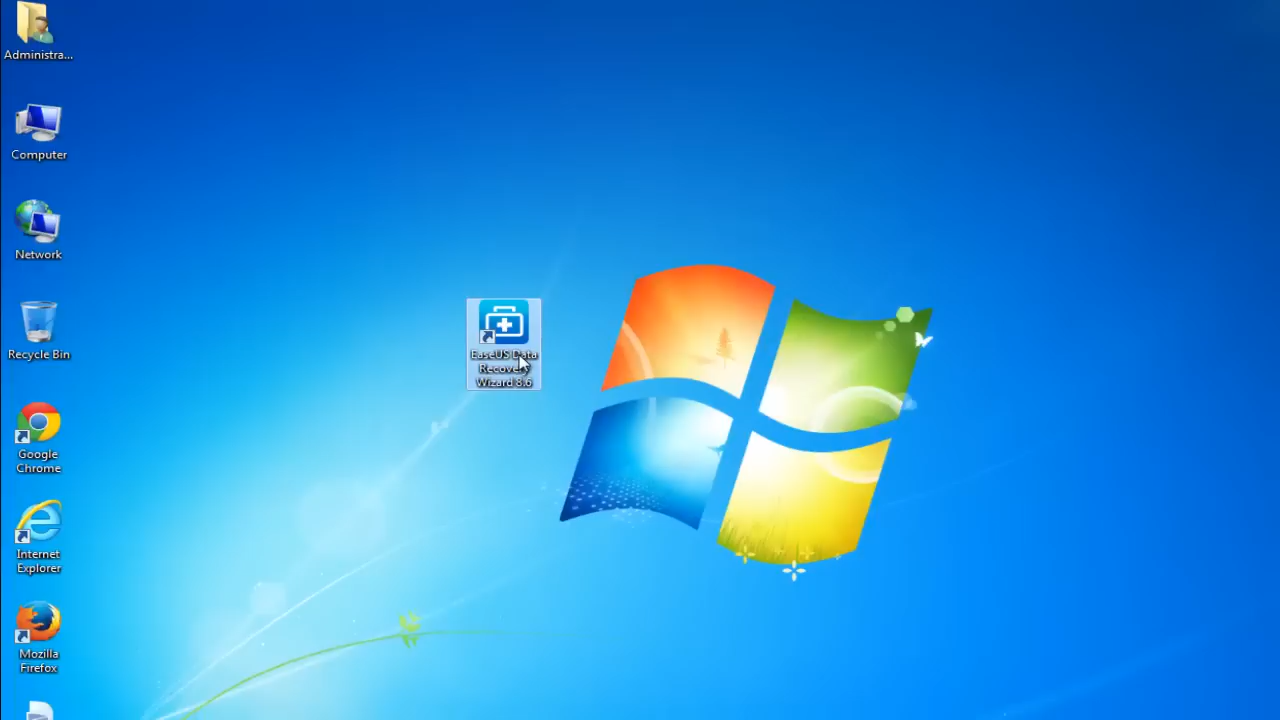 Administra...
Computer
Network
Recycle Bin
Google
Chrome
Internet
Explorer
Mozilla
Firefox
EaseUS Data
Recovery
Wizard 8.6